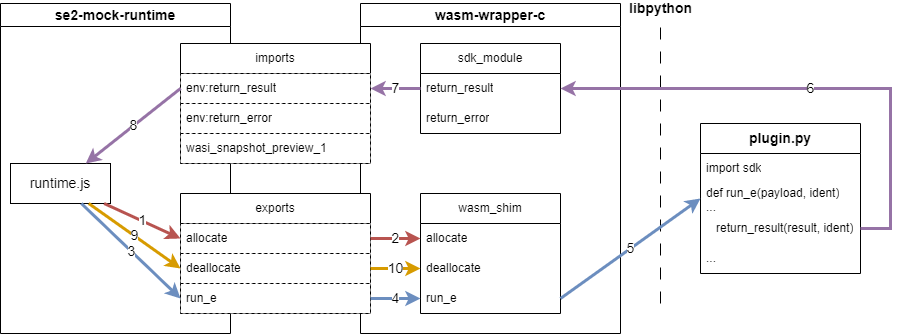 se2-mock-runtime
wasm-wrapper-c
libpython
imports
env:return_result
env:return_error
wasi_snapshot_preview_1
sdk_module
return_result
return_error
7
6
8
runtime.js
plugin.py
import sdk
def run_e(payload, ident)
...
return_result(result, ident)
...
exports
allocate
deallocate
run_e
wasm_shim
allocate
deallocate
run_e
1
9
3
2
10
4
5